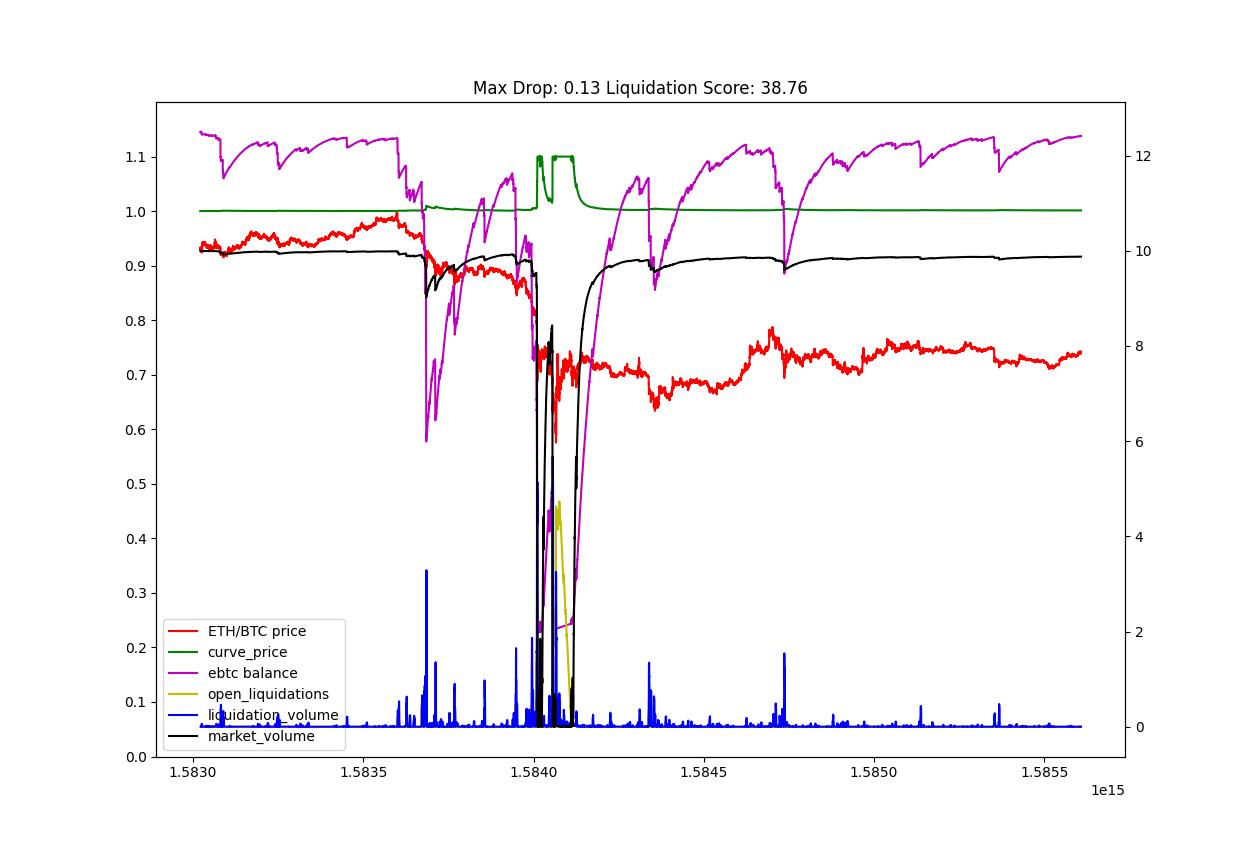 Max Drop: 0.13 Liquidation Score: 38.76
1.1
1.0
0.9
0.8
0.7
0.6
0.5
0.4
0.3
0.2
0.1
0.0
12
10
8
6
4
2
0
ETH/BTC price
curve_price
ebtc balance
open_liquidations
liquidation_volume
market_volume
1.5830 1.5835 1.5840 1.5845 1.5850 1.5855
1e15